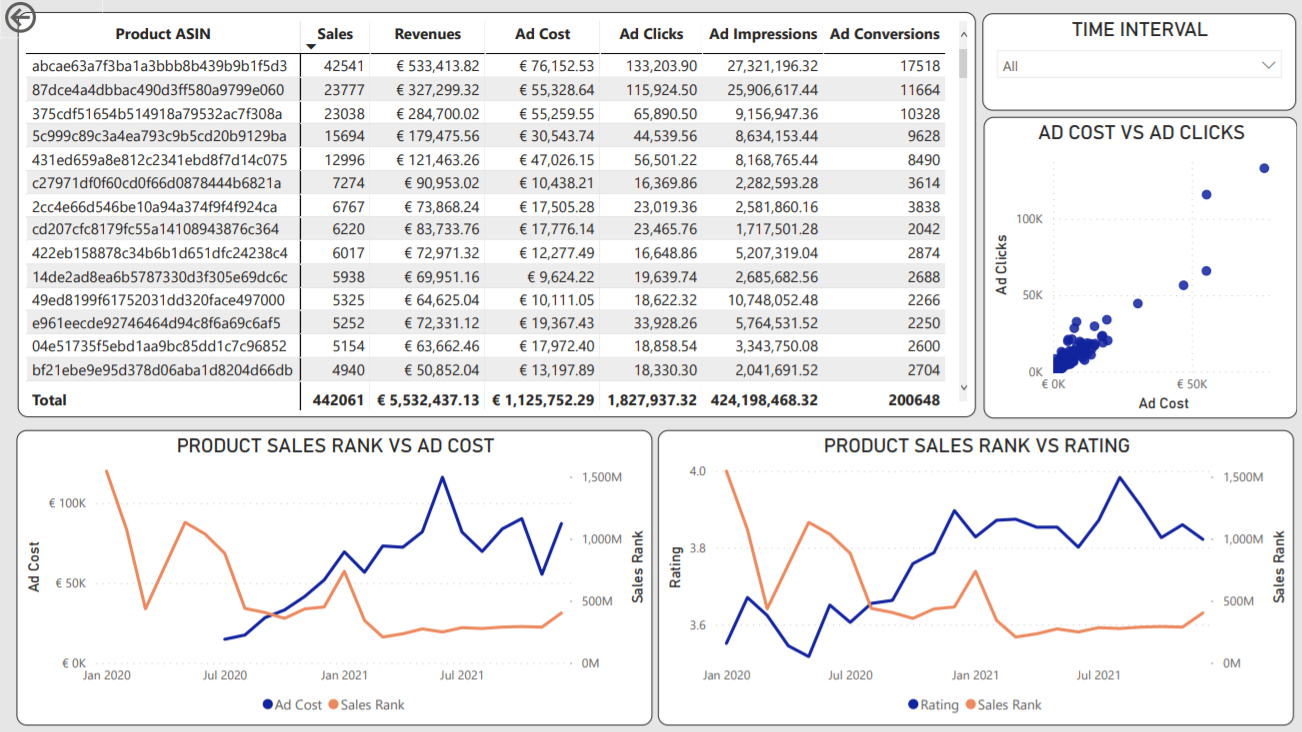 Product ASIN Sales Revenues Ad Cost Ad Clicks Ad Impressions Ad Conversions
abcae63a7f3ba1a3bbb8b439b9b1f5d3 42541 € 533,413.82 € 76,152.53 133,203.90 27,321,196.32 17518
87dce4a4dbbac490d3ff580a9799e060 23777 € 327,299.32 € 55,328.64 115,924.50 25,906,617.44 11664
375cdf51654b514918a79532ac7f308a 23038 € 284,700.02 € 55,259.55 65,890.50 9,156,947.36 10328
5c999c89c3a4ea793c9b5cd20b9129ba 15694 € 179,475.56 € 30,543.74 44,539.56 8,634,153.44 9628
431ed659a8e812c2341ebd8f7d14c075 12996 € 121,463.26 € 47,026.15 56,501.22 8,168,765.44 8490
c27971df0f60cd0f66d0878444b6821a 7274 € 90,953.02 € 10,438.21 16,369.86 2,282,593.28 3614
2cc4e66d546be10a94a374f9f4f924ca 6767 € 73,868.24 € 17,505.28 23,019.36 2,581,860.16 3838
cd207cfc8179fc55a14108943876c364 6220 € 83,733.76 € 17,776.14 23,465.76 1,717,501.28 2042
422eb158878c34b6b1d651dfc24238c4 6017 € 72,971.32 € 12,277.49 16,648.86 5,207,319.04 2874
14de2ad8ea6b5787330d3f305e69dc6c 5938 € 69,951.16 € 9,624.22 19,639.74 2,685,682.56 2688
49ed8199f61752031dd320face497000 5325 € 64,625.04 € 10,111.05 18,622.32 10,748,052.48 2266
e961eecde92746464d94c8f6a69c6af5 5252 € 72,331.12 € 19,367.43 33,928.26 5,764,531.52 2250
04e51735f5ebd1aa9bc85dd1c7c96852 5154 € 63,662.46 € 17,972.40 18,858.54 3,343,750.08 2600
bf21ebe9e95d378d06aba1d8204d66db 4940 € 50,852.04 € 13,197.89 18,330.30 2,041,691.52 2704
Total 442061 € 5,532,437.13 € 1,125,752.29 1,827,937.32 424,198,468.32 200648
TIME INTERVAL
All
AD COST VS AD CLICKS
Ad Clicks
100K
50K
0K
€ 0K € 50K
Ad Cost
PRODUCT SALES RANK VS AD COST
Ad Cost
€ 100K
€ 50K
€ 0K
1,500M
1,000M
500M
0M
Sales Rank
Jan 2020 Jul 2020 Jan 2021 Jul 2021
Ad Cost Sales Rank
PRODUCT SALES RANK VS RATING
Rating
4.0
3.8
3.6
1,500M
1,000M
500M
0M
Sales Rank
Jan 2020 Jul 2020 Jan 2021 Jul 2021
Rating Sales Rank